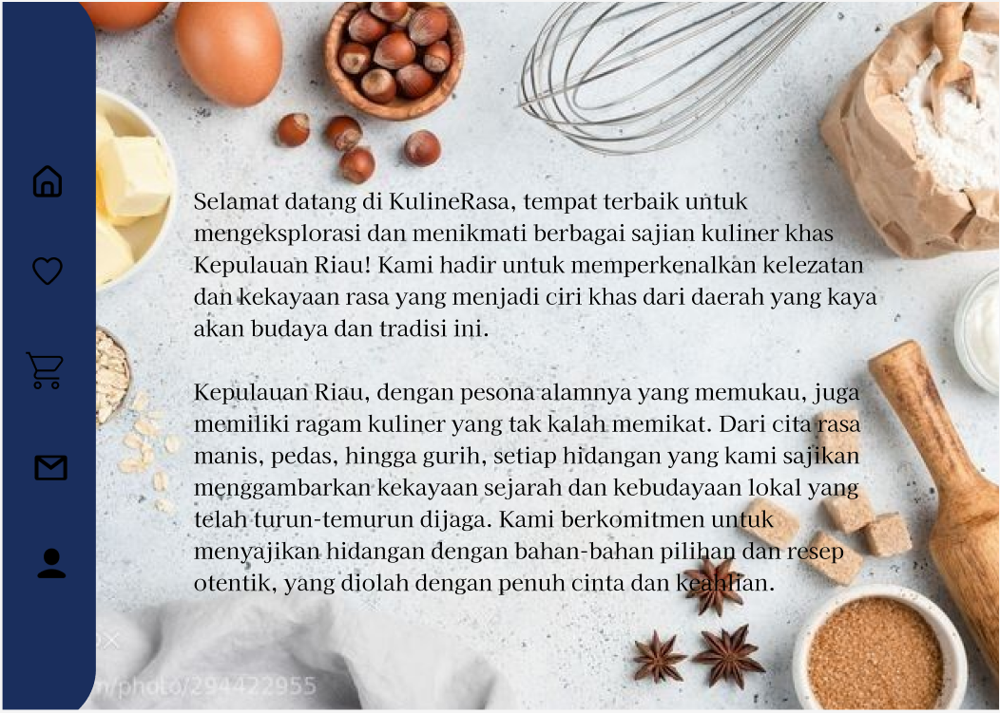 Selamat datang di KulineRasa, tempat terbaik untuk
mengeksplorasi dan menikmati berbagai sajian kuliner khas
Kepulauan Riau! Kami hadir untuk memperkenalkan kelezatan
dan kekayaan rasa yang menjadi ciri khas dari daerah yang kaya
akan budaya dan tradisi ini.
Kepulauan Riau, dengan pesona alamnya yang memukau, juga
memiliki ragam kuliner yang tak kalah memikat. Dari cita rasa
manis, pedas, hingga gurih, setiap hidangan yang kami sajikan
menggambarkan kekayaan sejarah dan kebudayaan lokal yang
telah turun-temurun dijaga. Kami berkomitmen untuk
menyajikan hidangan dengan bahan-bahan pilihan dan resep
otentik, yang diolah dengan penuh cinta dan keahlian.
/photo/294422955